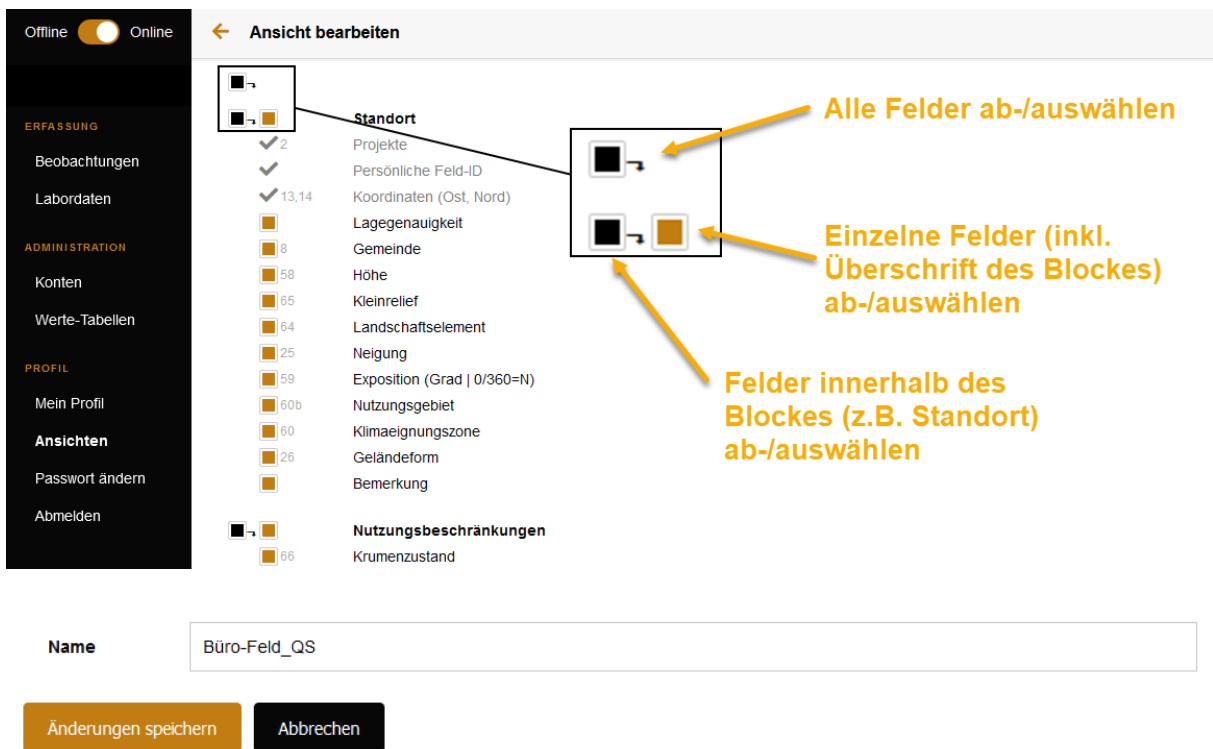 Offline Online
Ansicht bearbeiten
ERFASSUNG
Beobachtungen
Labordaten
ADMINISTRATION
Konten
Werte-Tabellen
PROFIL
Mein Profil
Ansichten
Passwort ändern
Abmelden
Standort
2 Projekte
Persönliche Feld-ID
13,14 Koordinaten (Ost, Nord)
Lagegenauigkeit
8 Gemeinde
58 Höhe
65 Kleinrelief
64 Landschaftselement
25 Neigung
59 Exposition (Grad | 0/360=N)
60b Nutzungsgebiet
60 Klimaeignungszone
26 Geländeform
Bemerkung
Nutzungsbeschränkungen
66 Krumenzustand
Alle Felder ab-/auswählen
Einzelne Felder (inkl.
Überschrift des Blockes)
ab-/auswählen
Felder innerhalb des
Blockes (z.B. Standort)
ab-/auswählen
Name Büro-Feld_QS
Änderungen speichern Abbrechen